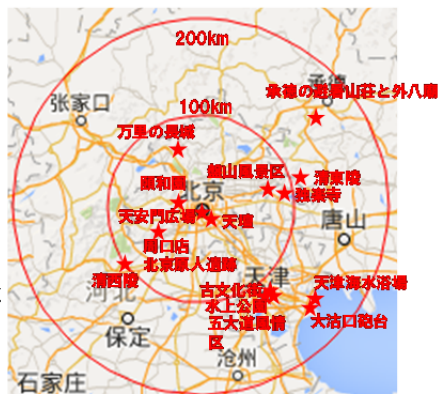 200km
承徳の避暑山荘と外八廟
承德
张家口
100km
万里の長城
盤山風景区
清東陵
頤和園
北京
独楽寺
天安門広場
天壇
唐山
周口店
北京原人遺跡
清西陵
河北
天津
天津海水浴場
古文化街
水上公園
大沽口砲台
五大道風情
区
保定
沧州
石家庄